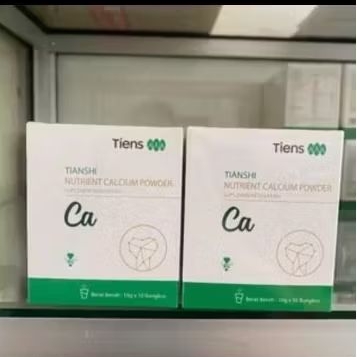 Tiens
TIANSHI
NUTRIENT CALCIUM POWDER
Ca
Berat Bersih : 10g x 10 Bungkus
Tiens
TIANSHI
NUTRIENT CALCIUM POWDER
Ca
Berat Bersih : 10g x 10 Bungkus